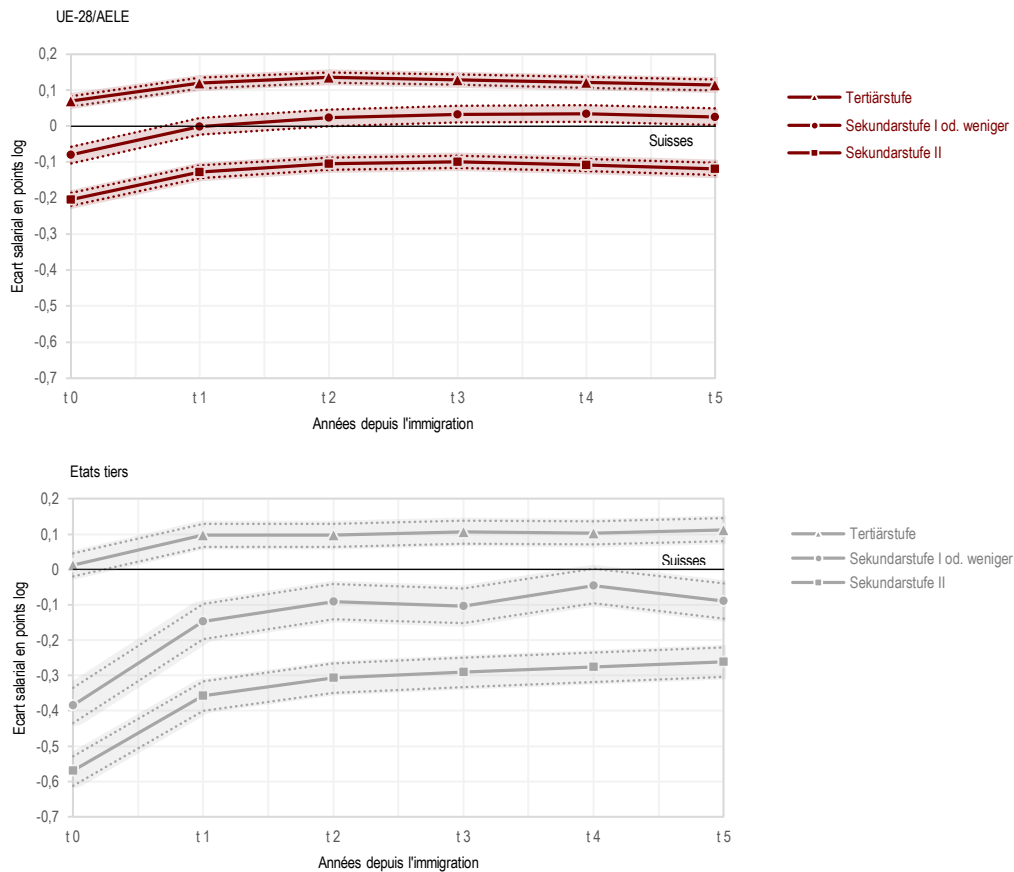 UE-28/AELE
0,2
0,1
0
-0,1
-0,2
-0,3
-0,4
-0,5
-0,6
-0,7
Ecart salarial en points log
Suisses
t 0 t 1 t 2 t 3 t 4 t 5
Années depuis l'immigration
Tertiärstufe
Sekundarstufe I od. weniger
Sekundarstufe II
Etats tiers
0,2
0,1
0
-0,1
-0,2
-0,3
-0,4
-0,5
-0,6
-0,7
Ecart salarial en points log
Suisses
t 0 t 1 t 2 t 3 t 4 t 5
Années depuis l'immigration
Tertiärstufe
Sekundarstufe I od. weniger
Sekundarstufe II